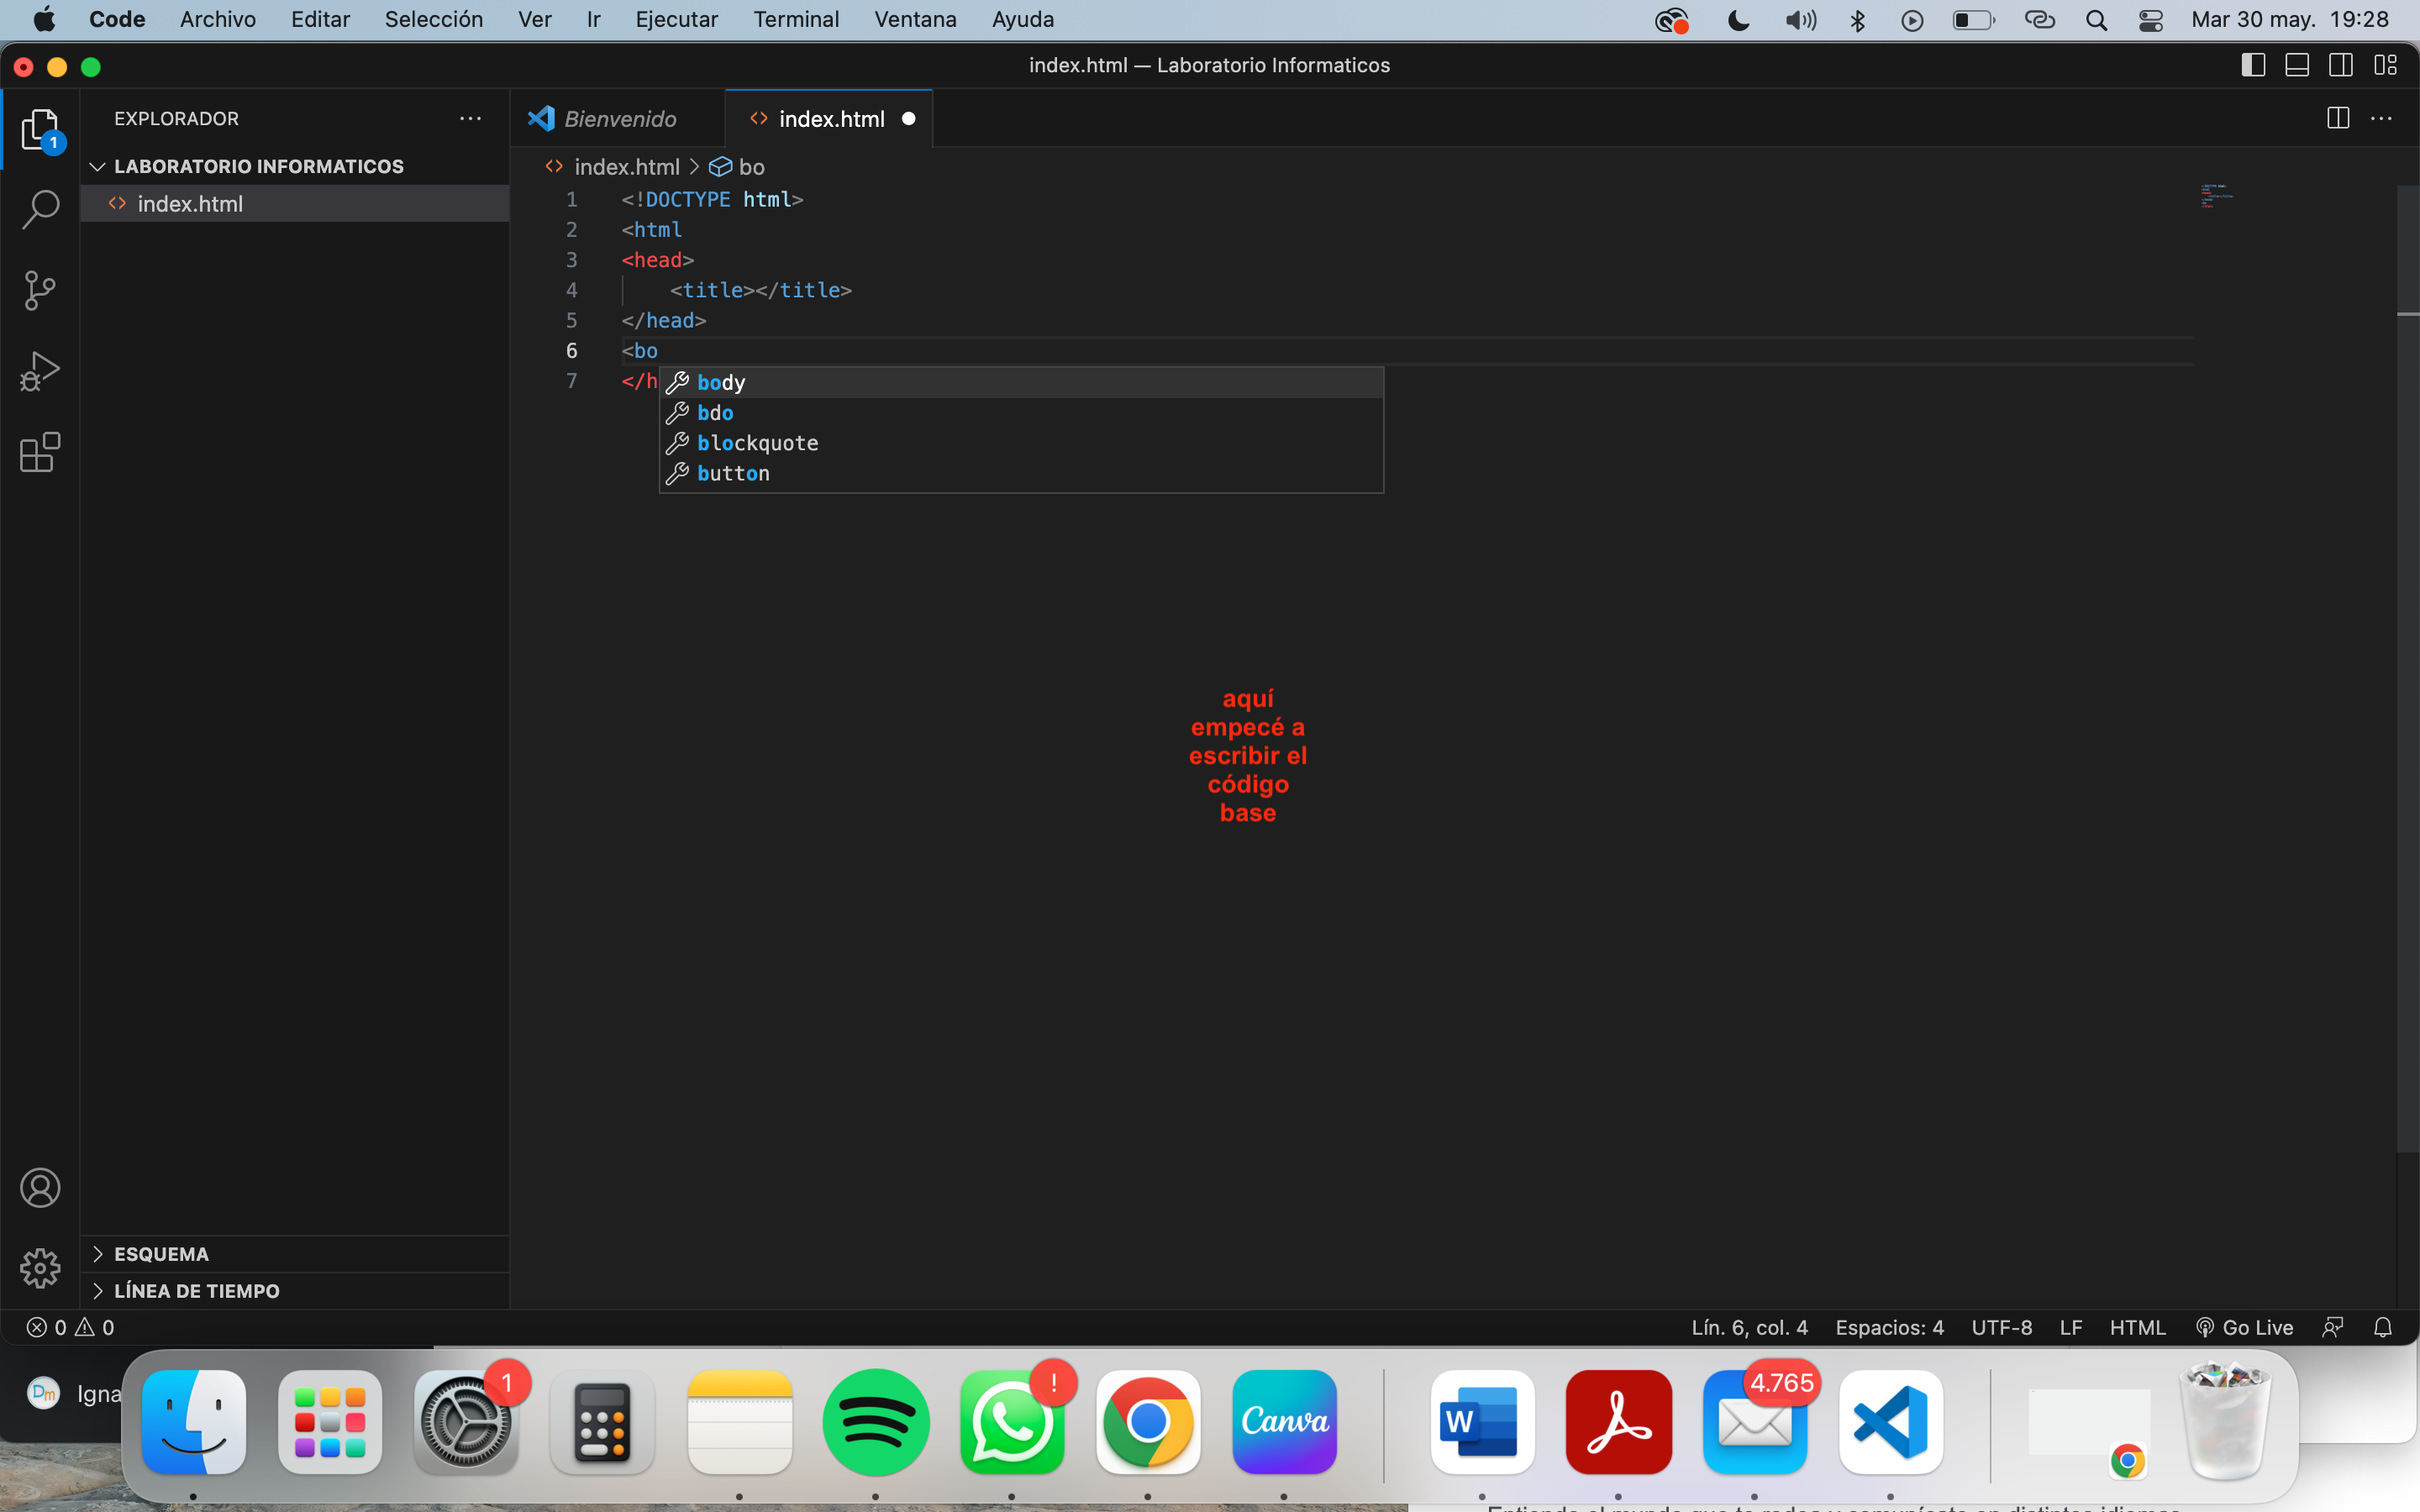 Code Archivo Editar Selección Ver Ir Ejecutar Terminal Ventana Ayuda Mar 30 may. 19:28
index.html — Laboratorio Informaticos
EXPLORADOR
1
LABORATORIO INFORMATICOS
index.html
Bienvenido index.html
index.html > bo
1 <!DOCTYPE html>
2 <html
3 <head>
4 <title></title>
5 </head>
6 <bo
7 </h
body
bdo
blockquote
button
aquí
empecé a
escribir el
código
base
ESQUEMA
LÍNEA DE TIEMPO
0 0 Lín. 6, col. 4 Espacios: 4 UTF-8 LF HTML Go Live
Dm Igna
1
!
Canva
W
4.765